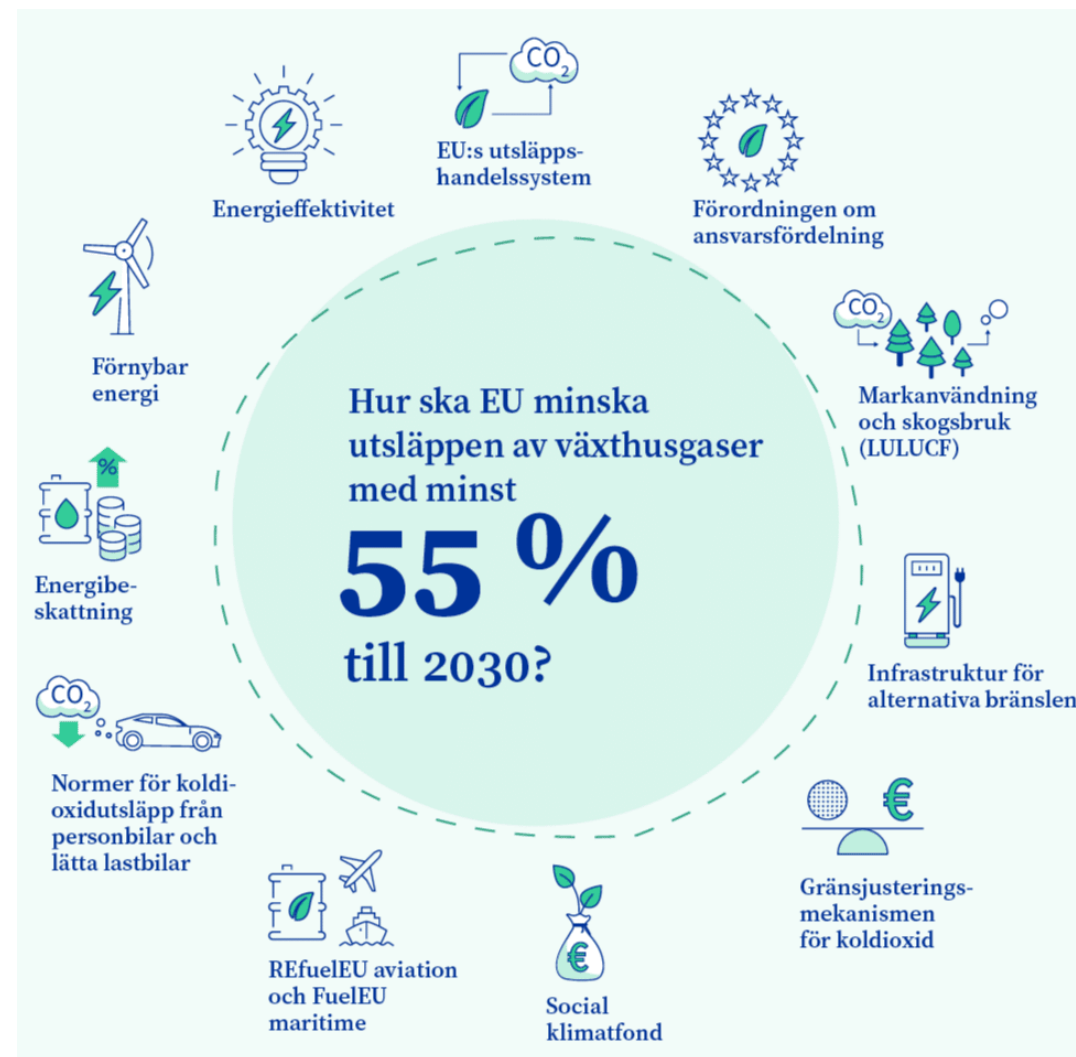 CO2
EU:s utsläpps-
handelssystem
Förordningen om
ansvarsfördelning
CO2
Markanvändning
och skogsbruk
(LULUCF)
Infrastruktur för
alternativa bränslen
€
Gränsjusterings-
mekanismen
för koldioxid
€
Social
klimatfond
REfuelEU aviation
och FuelEU
maritime
CO2
Normer för koldi-
oxidutsläpp från
personbilar och
lätta lastbilar
%
Energibe-
skattning
Förnybar
energi
Energieffektivitet
Hur ska EU minska
utsläppen av växthusgaser
med minst
55 %
till 2030?